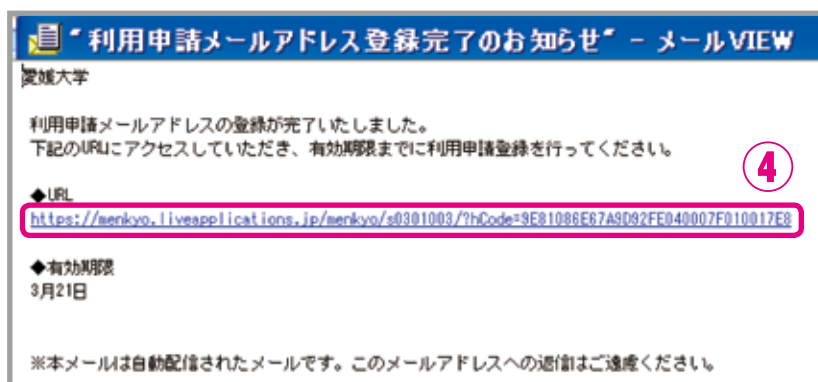 “利用申請メールアドレス登録完了のお知らせ” - メールVIEW
愛媛大学
利用申請メールアドレスの登録が完了いたしました。
下記のURLにアクセスしていただき、有効期限までに利用申請登録を行ってください。
④
◆URL
https://menkyo.liveapplications.jp/menkyo/s0301003/?hCode=9E81086E67A9D92FE040007F010017E8
◆有効期限
3月21日
※本メールは自動配信されたメールです。このメールアドレスへの返信はご遠慮ください。